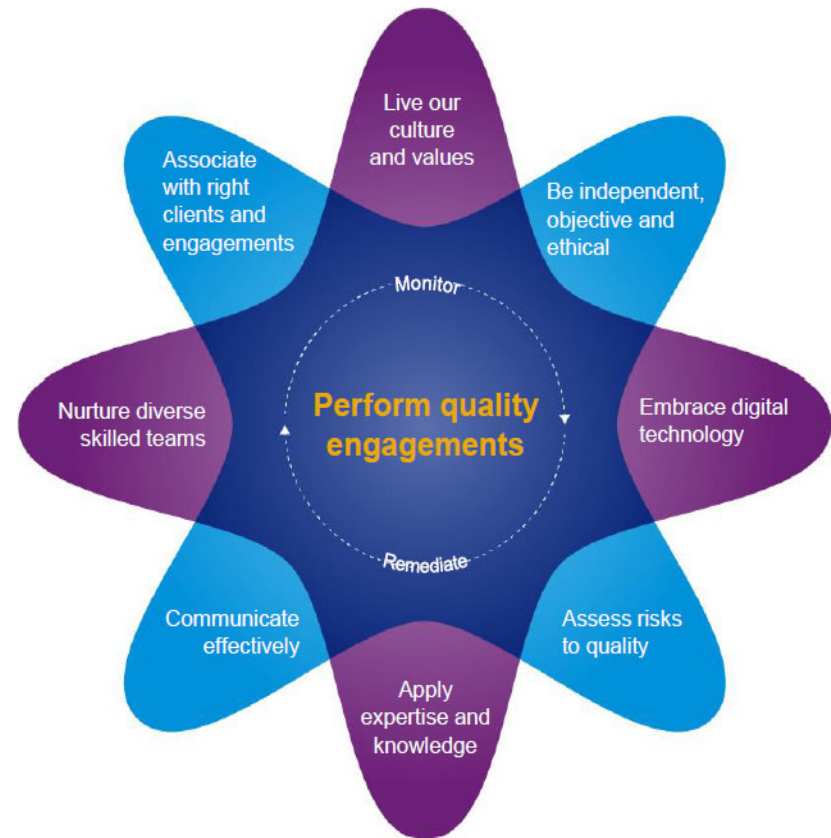 Live our
culture
and values
Be independent,
objective and
ethical
Embrace digital
technology
Assess risks
to quality
Apply
expertise and
knowledge
Communicate
effectively
Nurture diverse
skilled teams
Associate
with right
clients and
engagements
Monitor
Perform quality
engagements
Remediate